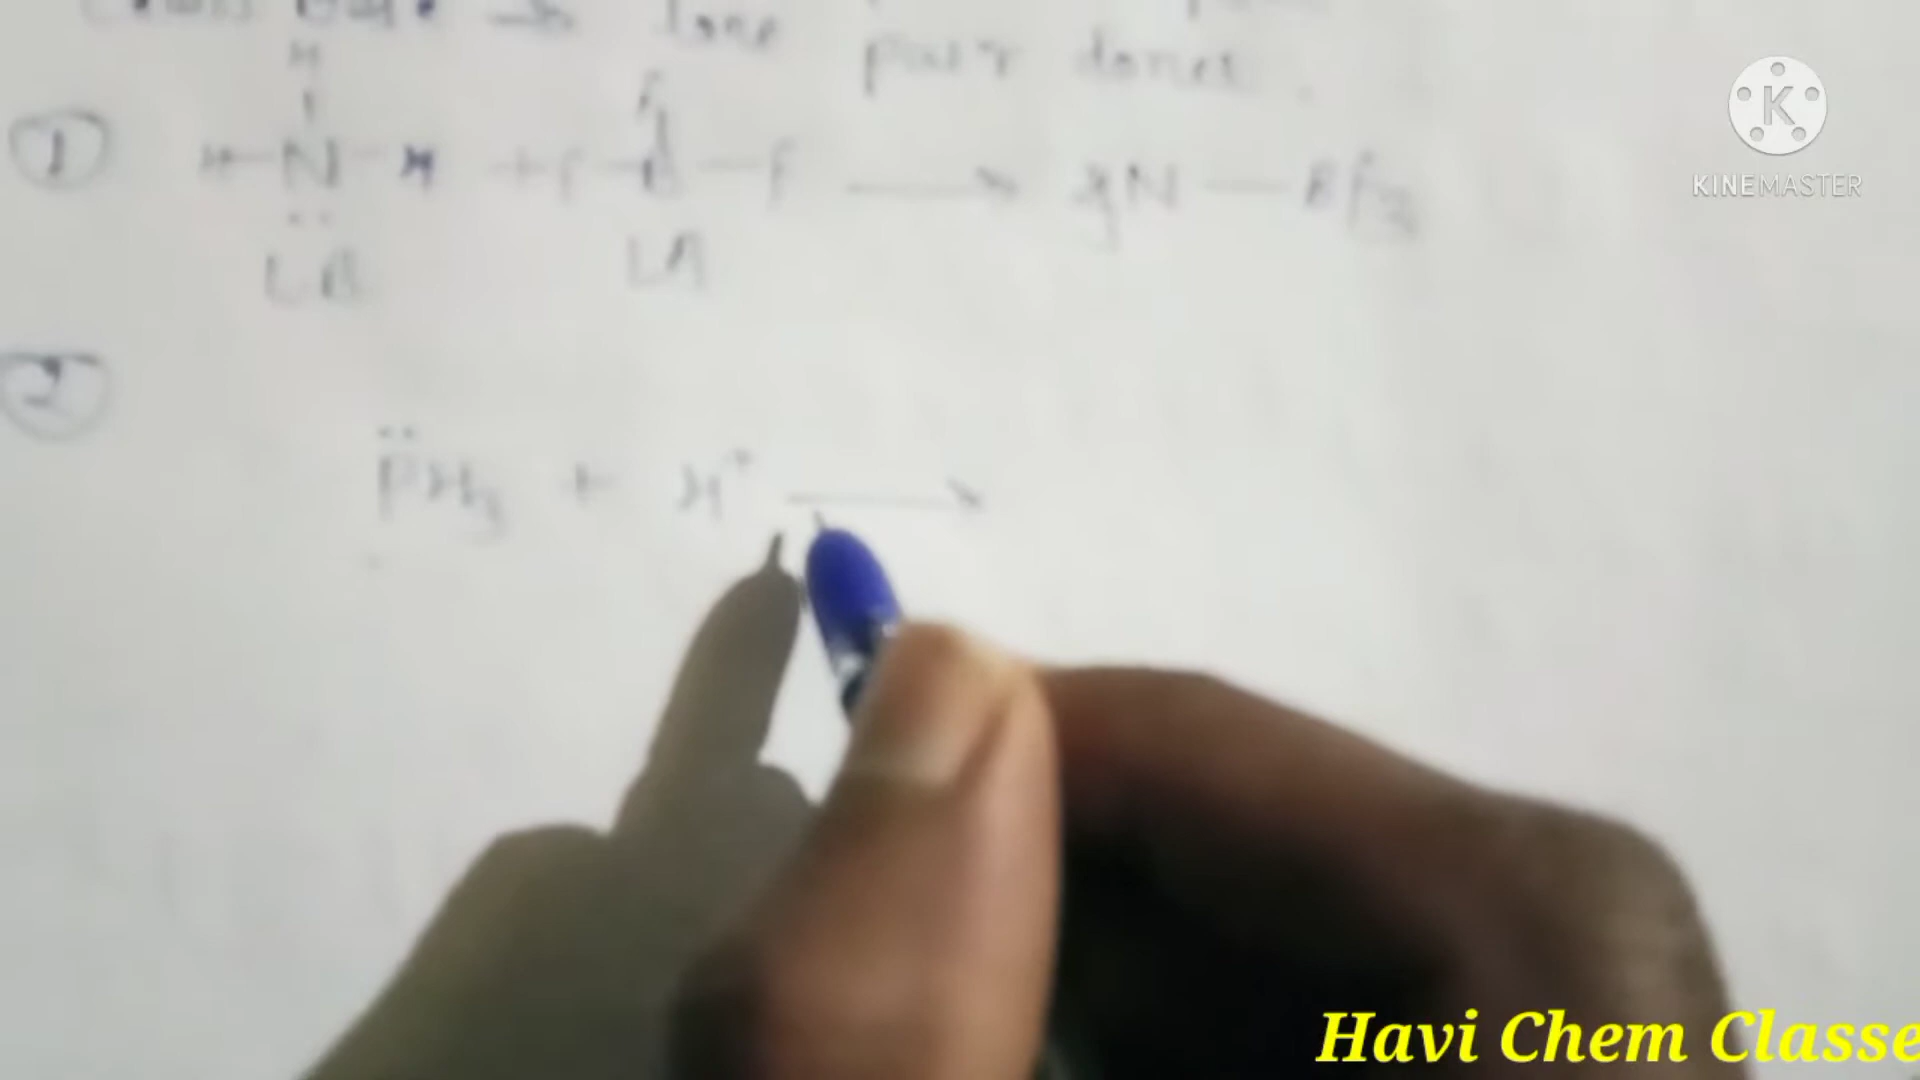 → lone pair donor.
H
|
① H–N–H + F–B–F → H₃N—BF₃
F
|
LB LA
②
P̈H₃ + H⁺ →
K
KINEMASTER
Havi Chem Classe